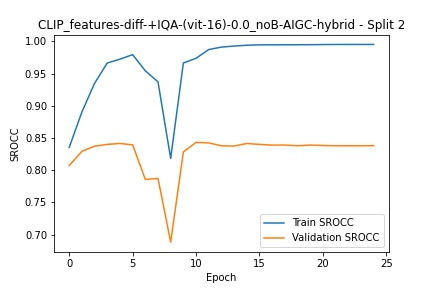 CLIP_features-diff-+IQA-(vit-16)-0.0_noB-AIGC-hybrid - Split 2
1.00
0.95
0.90
0.85
0.80
0.75
0.70
SROCC
Train SROCC
Validation SROCC
0
5
10
15
20
25
Epoch